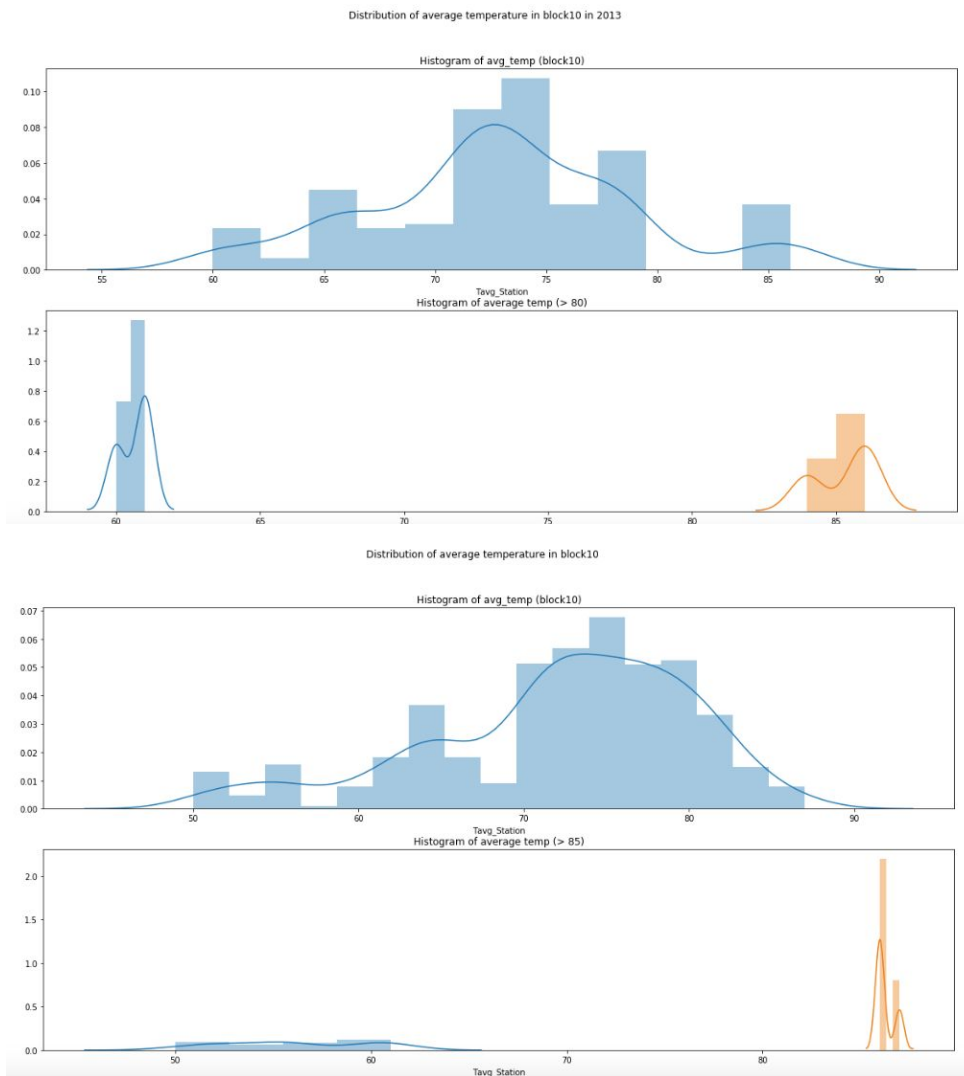 Distribution of average temperature in block10 in 2013
Histogram of avg_temp (block10)
0.10
0.08
0.06
0.04
0.02
0.00
55 60 65 70 75 80 85 90
Tavg_Station
Histogram of average temp (> 80)
1.2
1.0
0.8
0.6
0.4
0.2
0.0
60 65 70 75 80 85
Distribution of average temperature in block10
Histogram of avg_temp (block10)
0.07
0.06
0.05
0.04
0.03
0.02
0.01
0.00
50 60 70 80 90
Tavg_Station
Histogram of average temp (> 85)
2.0
1.5
1.0
0.5
0.0
50 60 70 80
Tavg_Station